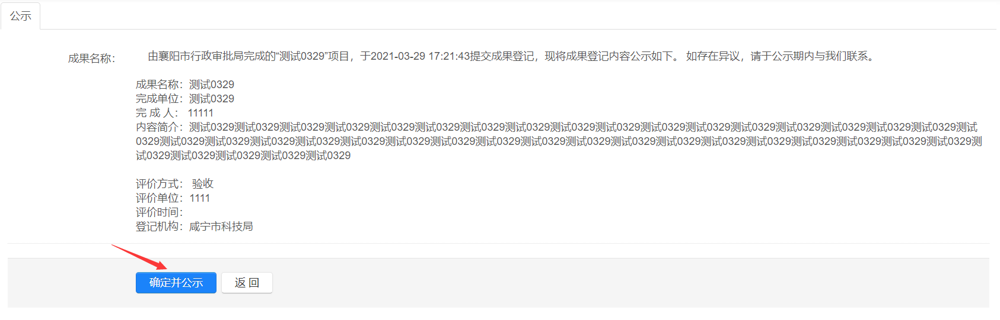 公示
成果名称：
由襄阳市行政审批局完成的“测试0329”项目，于2021-03-29 17:21:43提交成果登记，现将成果登记内容公示如下。 如存在异议，请于公示期内与我们联系。
成果名称：测试0329
完成单位：测试0329
完 成 人： 11111
内容简介：测试0329测试0329测试0329测试0329测试0329测试0329测试0329测试0329测试0329测试0329测试0329测试0329测试0329测试0329测试0329测试0329测试0329测试
0329测试0329测试0329测试0329测试0329测试0329测试0329测试0329测试0329测试0329测试0329测试0329测试0329测试0329测试0329测试0329测试0329测试0329测试0329测
试0329测试0329测试0329测试0329测试0329
评价方式： 验收
评价单位：1111
评价时间：
登记机构：咸宁市科技局
确定并公示 返 回